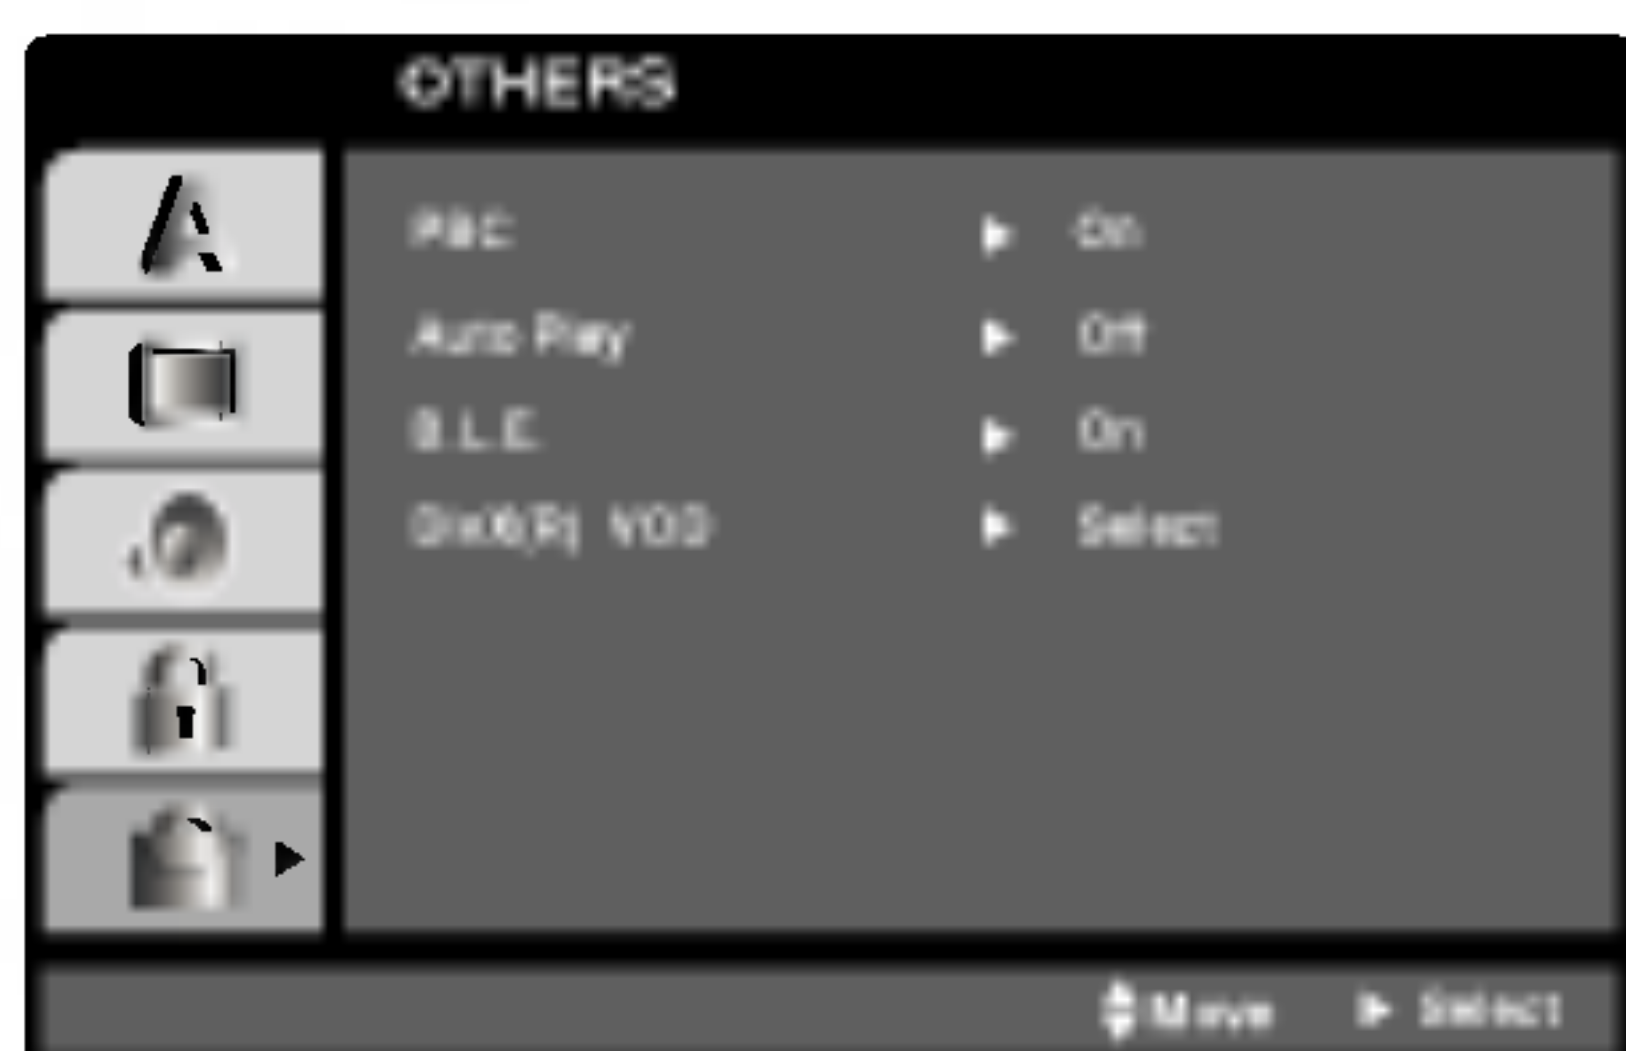 OTHERS
PBC On
Auto Play Off
B.L.E. On
DivX(R) VOD Select
Move Select